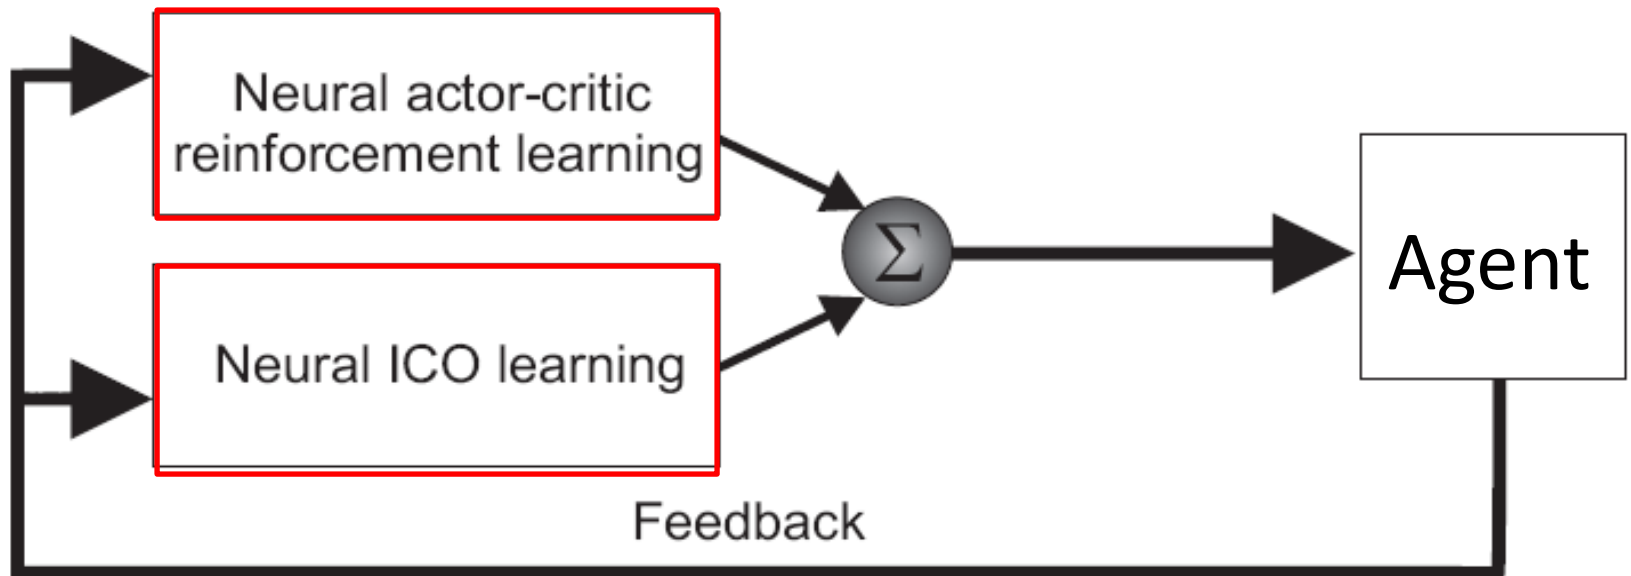 Neural actor-critic
reinforcement learning
Σ
Agent
Neural ICO learning
Feedback